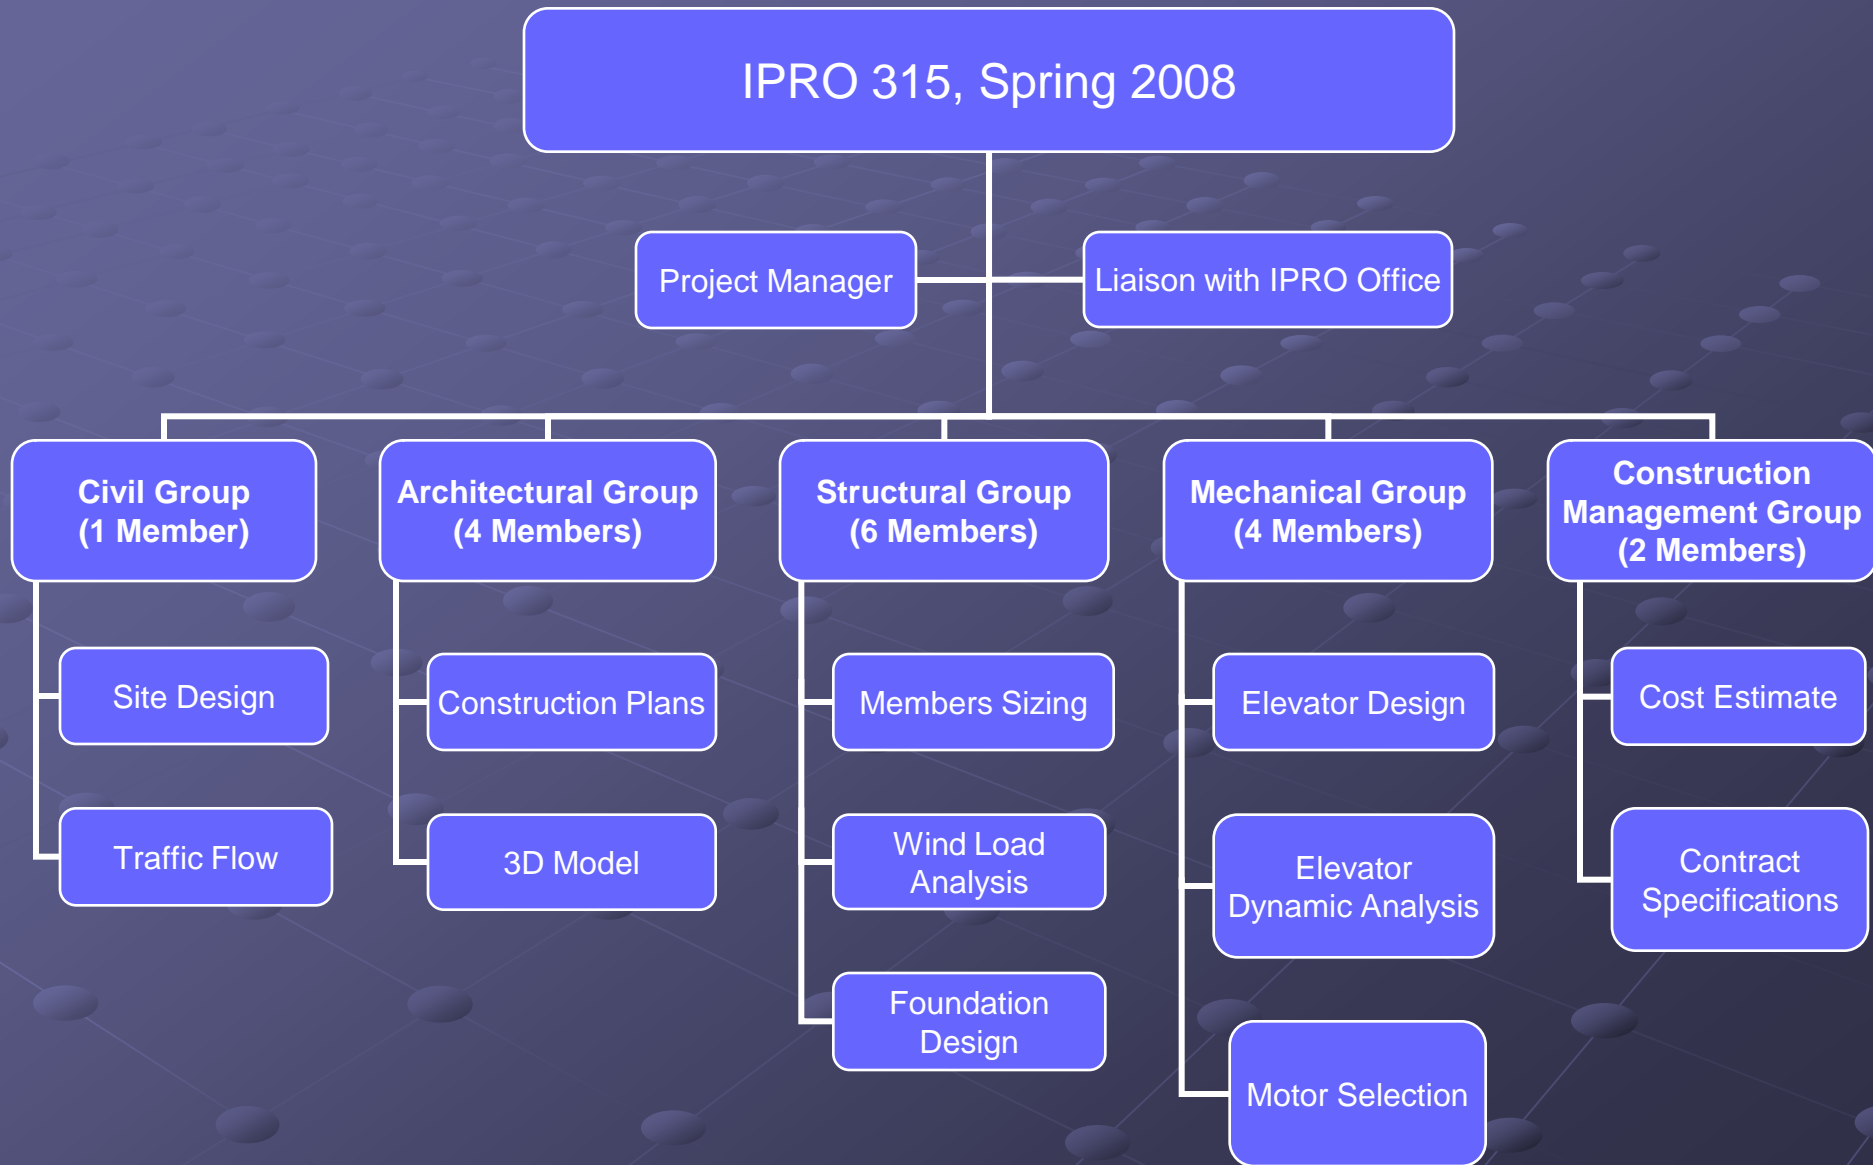 IPRO 315, Spring 2008
Project Manager
Liaison with IPRO Office
Civil Group
(1 Member)
Architectural Group
(4 Members)
Structural Group
(6 Members)
Mechanical Group
(4 Members)
Construction
Management Group
(2 Members)
Site Design
Traffic Flow
Construction Plans
3D Model
Members Sizing
Wind Load
Analysis
Foundation
Design
Elevator Design
Elevator
Dynamic Analysis
Motor Selection
Cost Estimate
Contract
Specifications